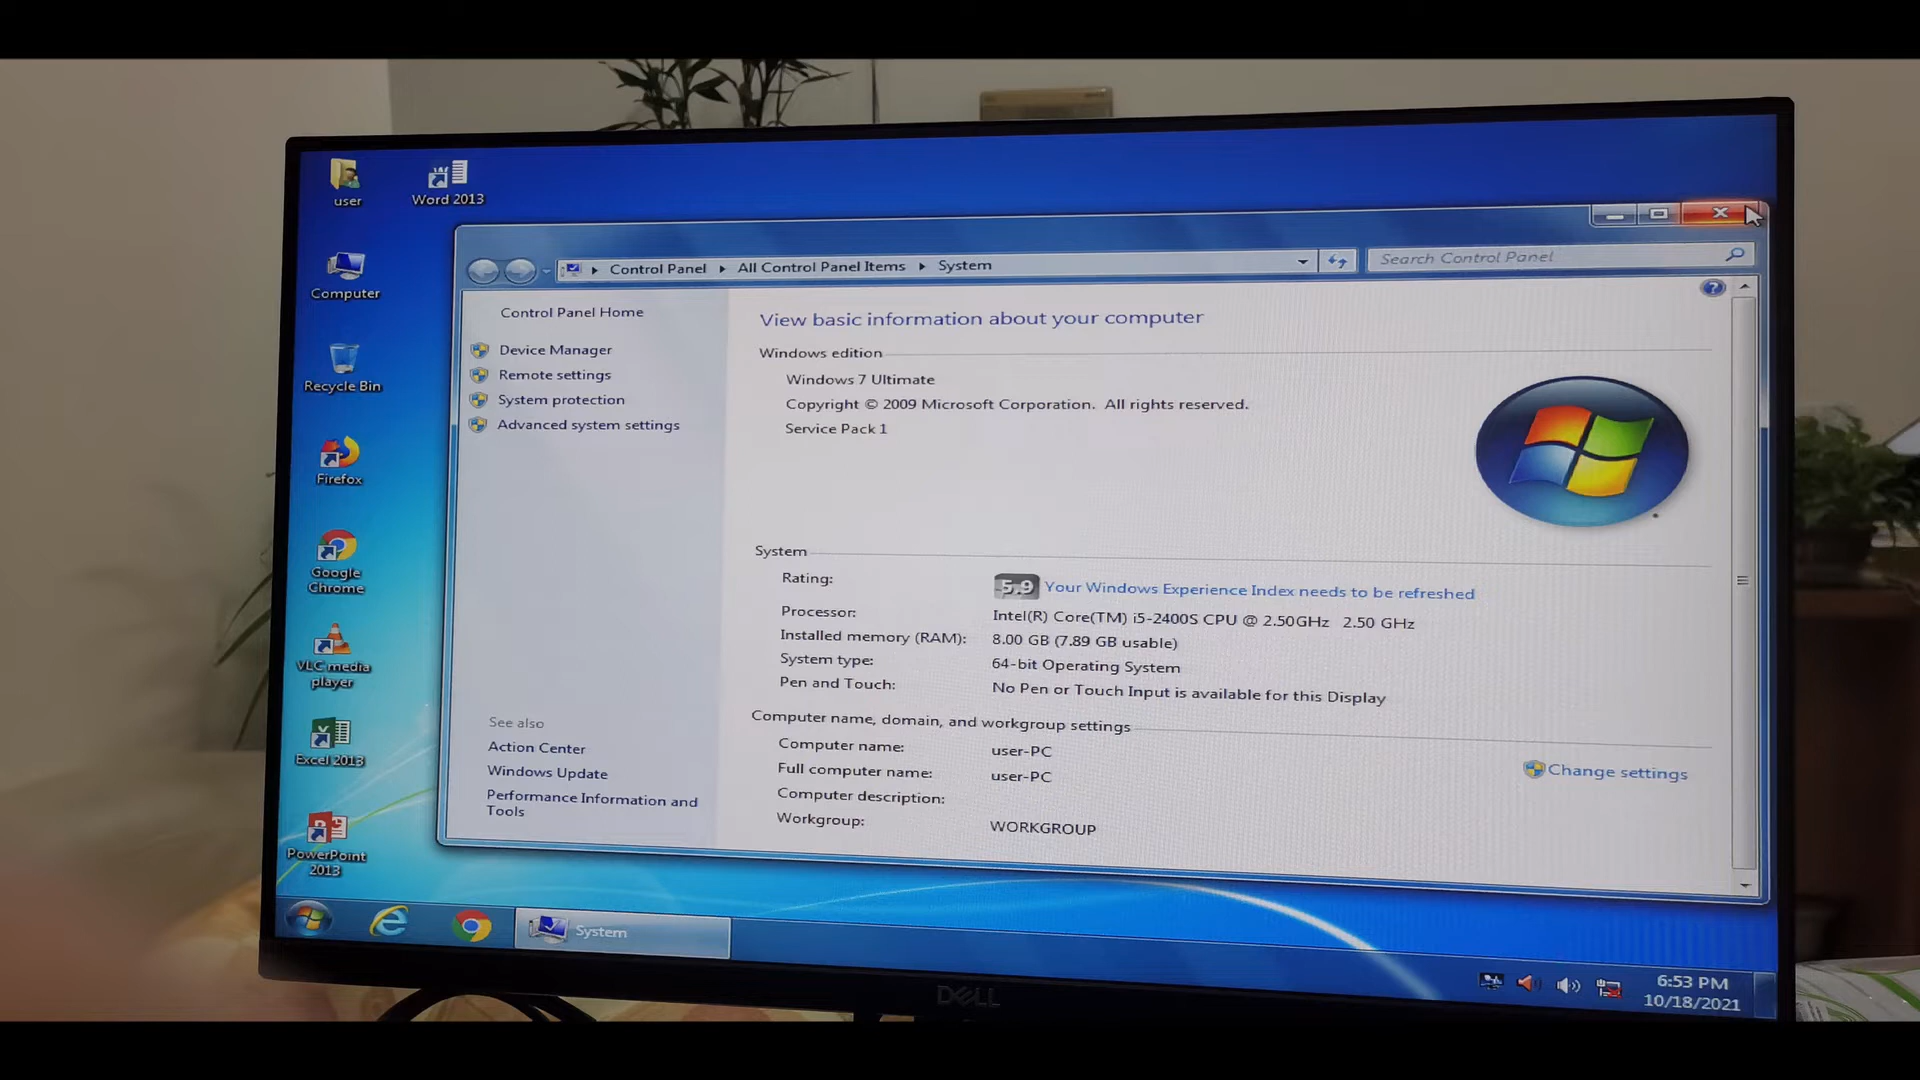 user
Word 2013
Computer
Recycle Bin
Firefox
Google
Chrome
VLC media
player
Excel 2013
PowerPoint
2013
Control Panel
All Control Panel Items
System
Search Control Panel
Control Panel Home
Device Manager
Remote settings
System protection
Advanced system settings
See also
Action Center
Windows Update
Performance Information and
Tools
View basic information about your computer
Windows edition
Windows 7 Ultimate
Copyright © 2009 Microsoft Corporation. All rights reserved.
Service Pack 1
System
Rating:
5.9 Your Windows Experience Index needs to be refreshed
Processor: Intel(R) Core(TM) i5-2400S CPU @ 2.50GHz 2.50 GHz
Installed memory (RAM): 8.00 GB (7.89 GB usable)
System type: 64-bit Operating System
Pen and Touch: No Pen or Touch Input is available for this Display
Computer name, domain, and workgroup settings
Computer name: user-PC
Full computer name: user-PC
Change settings
Computer description:
Workgroup: WORKGROUP
System
6:53 PM
10/18/2021
DELL